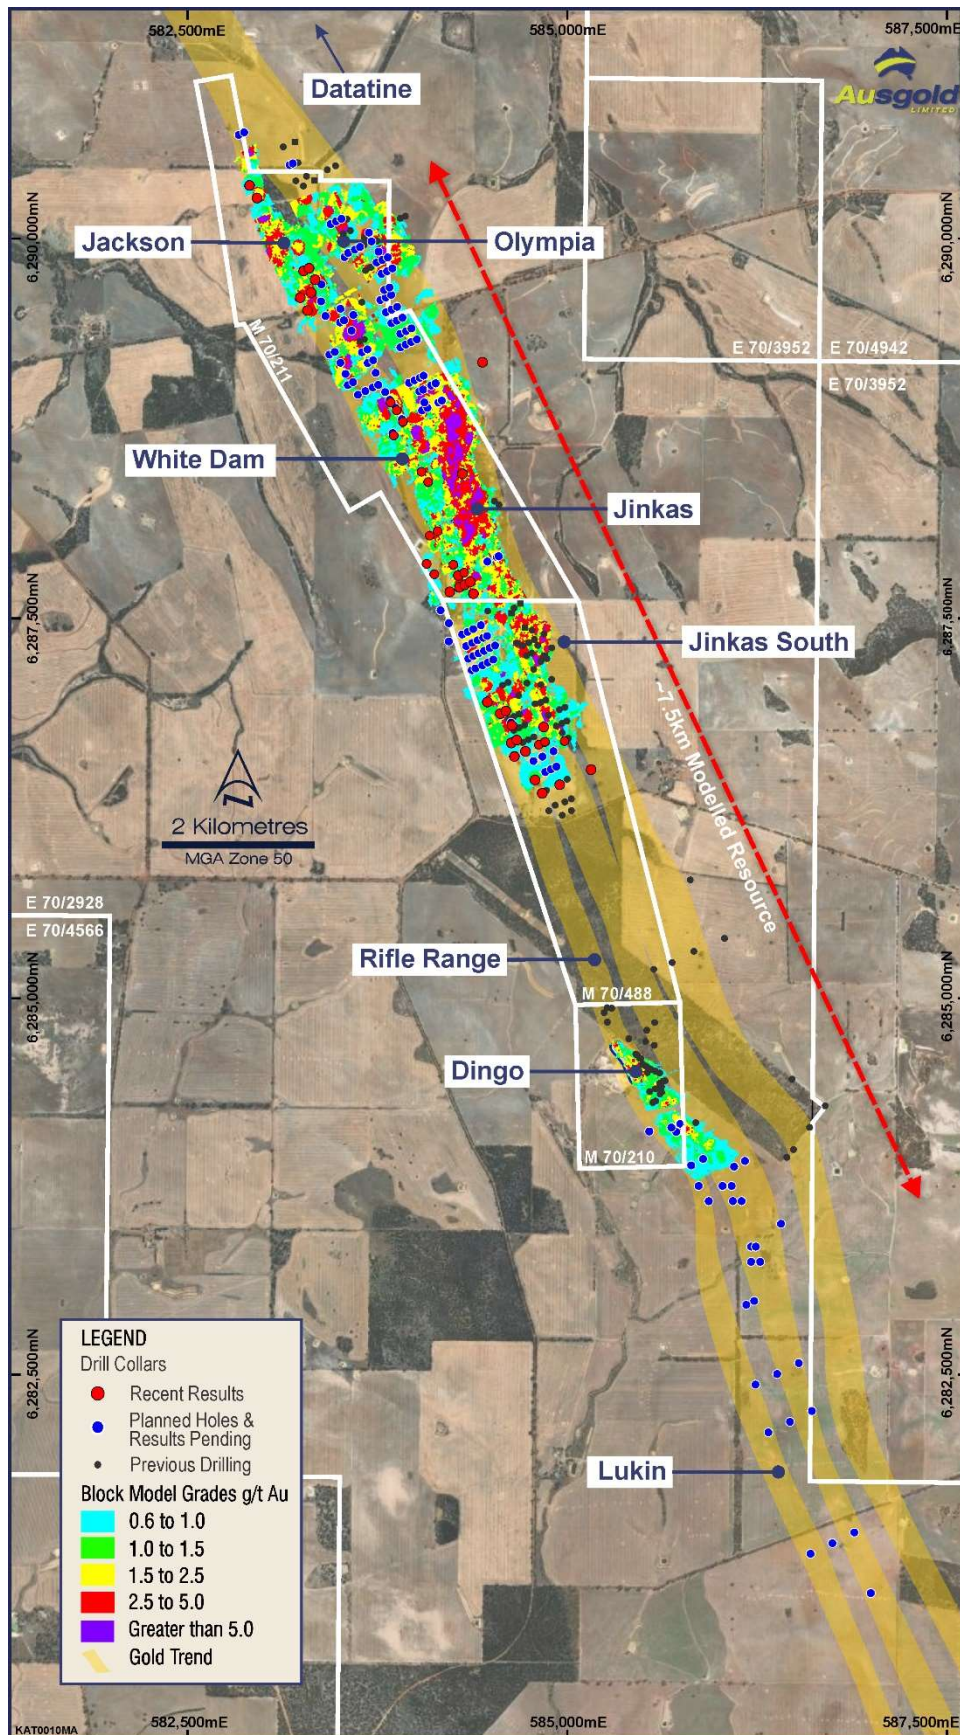 582,500mE
585,000mE
587,500mE
Datatine
Ausgold
LIMITED
6,290,000mN
6,290,000mN
Jackson
Olympia
M 70/211
E 70/3952
E 70/4942
E 70/3952
White Dam
Jinkas
6,287,500mN
6,287,500mN
Jinkas South
~7.5km Modelled Resource
2 Kilometres
MGA Zone 50
E 70/2928
E 70/4566
Rifle Range
6,285,000mN
6,285,000mN
M 70/488
Dingo
M 70/210
6,282,500mN
6,282,500mN
Lukin
LEGEND
Drill Collars
Recent Results
Planned Holes &
Results Pending
Previous Drilling
Block Model Grades g/t Au
0.6 to 1.0
1.0 to 1.5
1.5 to 2.5
2.5 to 5.0
Greater than 5.0
Gold Trend
KAT0010MA
582,500mE
585,000mE
587,500mE